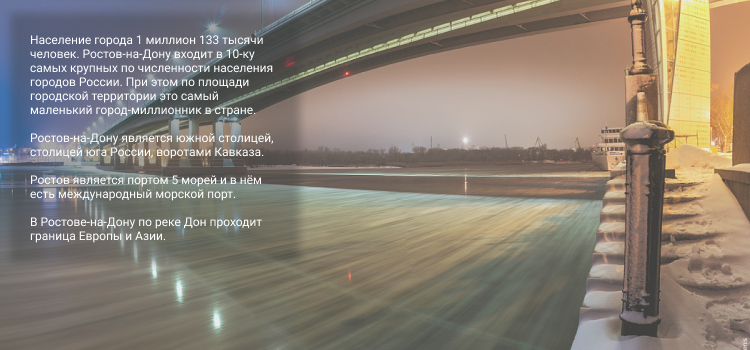 Население города 1 миллион 133 тысячи
человек. Ростов-на-Дону входит в 10-ку
самых крупных по численности населения
городов России. При этом по площади
городской территории это самый
маленький город-миллионник в стране.
Ростов-на-Дону является южной столицей,
столицей юга России, воротами Кавказа.
Ростов является портом 5 морей и в нём
есть международный морской порт.
В Ростове-на-Дону по реке Дон проходит
граница Европы и Азии.